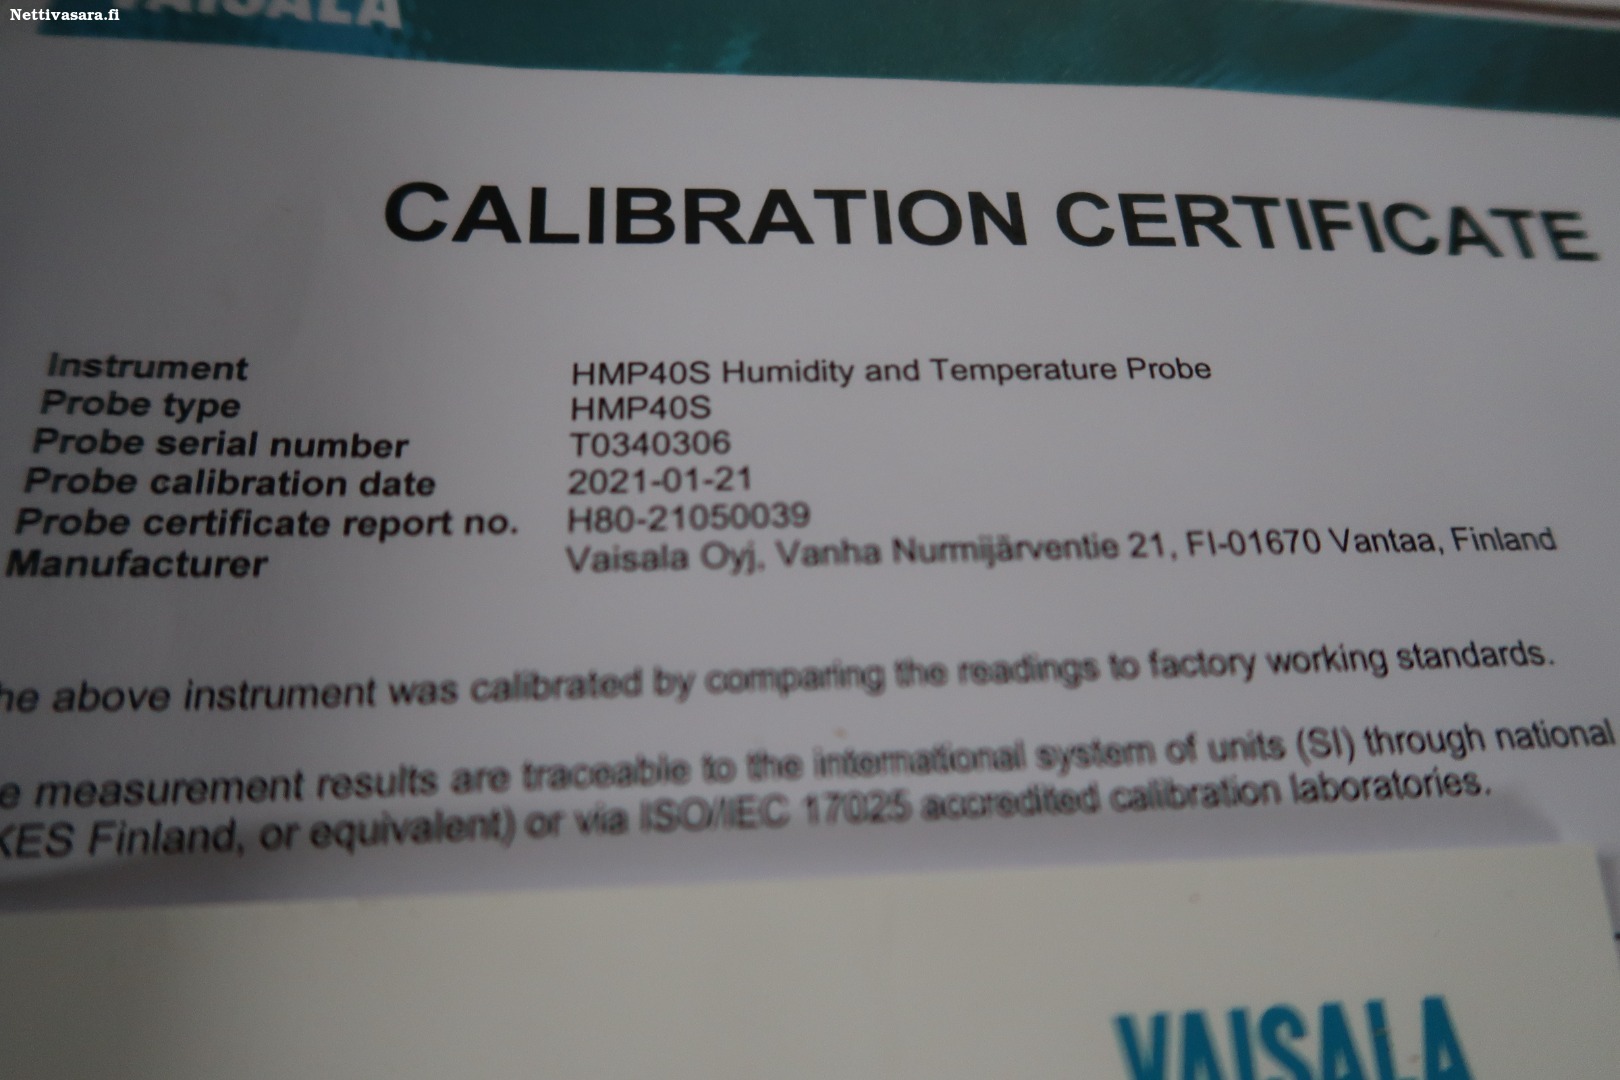 Nettivasara.fi
VAISALA
CALIBRATION CERTIFICATE
Instrument HMP40S Humidity and Temperature Probe
Probe type HMP40S
Probe serial number T0340306
Probe calibration date 2021-01-21
Probe certificate report no. H80-21050039
Manufacturer Vaisala Oyj, Vanha Nurmijärventie 21, FI-01670 Vantaa, Finland
he above instrument was calibrated by comparing the readings to factory working standards.
e measurement results are traceable to the international system of units (SI) through national
KES Finland, or equivalent) or via ISO/IEC 17025 accredited calibration laboratories.
VAISALA